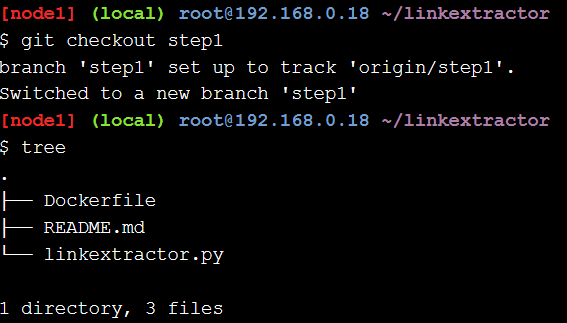 [node1] (local) root@192.168.0.18 ~/linkextractor
$ git checkout step1
branch 'step1' set up to track 'origin/step1'.
Switched to a new branch 'step1'
[node1] (local) root@192.168.0.18 ~/linkextractor
$ tree
.
├── Dockerfile
├── README.md
└── linkextractor.py

1 directory, 3 files